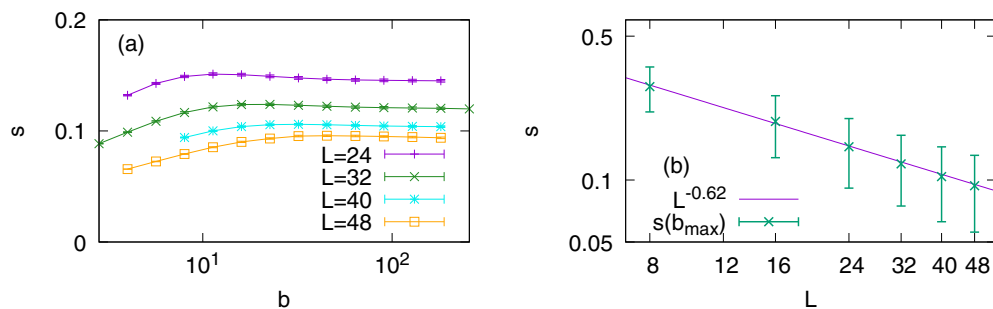 (a)
s
0.2
0.1
0
10^1
10^2
b
L=24
L=32
L=40
L=48
s
0.5
0.1
0.05
(b)
L^-0.62
s(b_max)
8 12 16 24 32 40 48
L